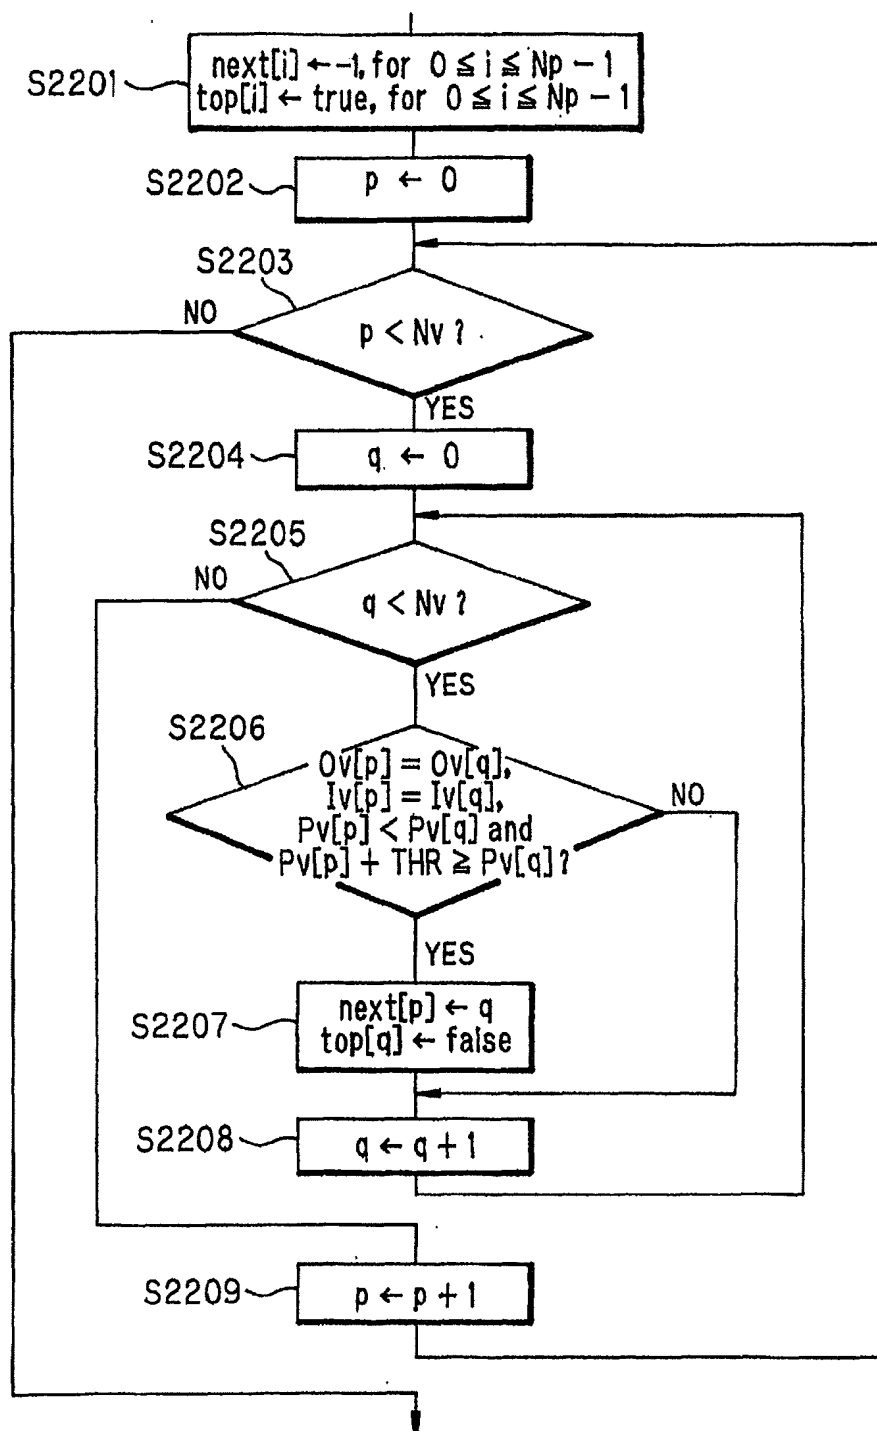 S2201
next[i] ← -1, for 0 ≦ i ≦ Np - 1
top[i] ← true, for 0 ≦ i ≦ Np - 1
S2202
p ← 0
S2203
NO
p < Nv ?
YES
S2204
q ← 0
S2205
NO
q < Nv ?
YES
S2206
Ov[p] = Ov[q],
Iv[p] = Iv[q],
Pv[p] < Pv[q] and
Pv[p] + THR ≧ Pv[q] ?
NO
YES
S2207
next[p] ← q
top[q] ← false
S2208
q ← q + 1
S2209
p ← p + 1